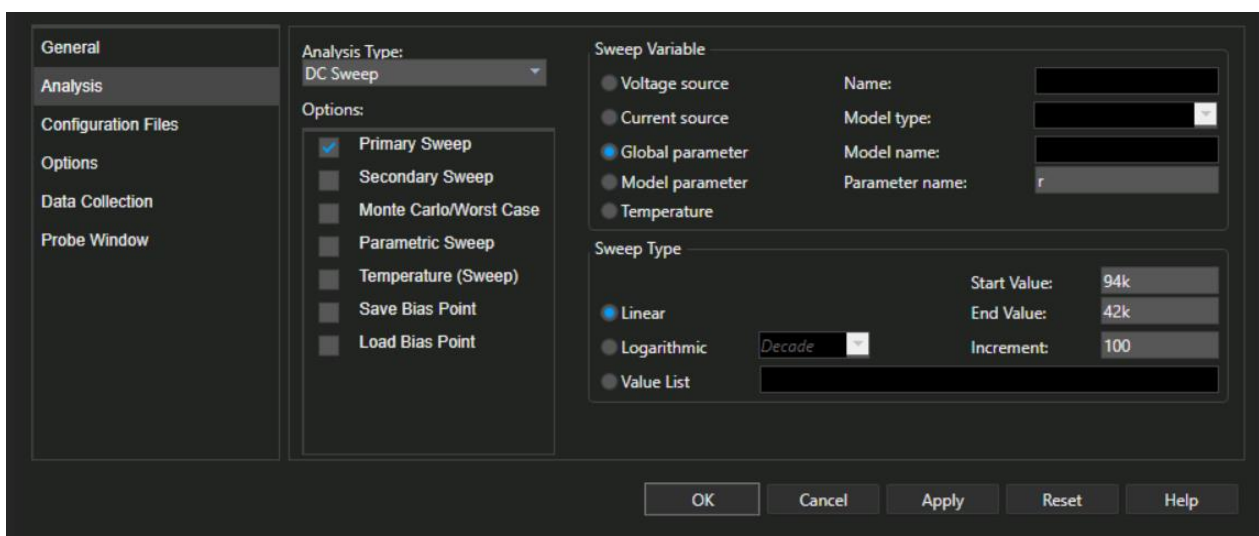 General
Analysis
Configuration Files
Options
Data Collection
Probe Window
Analysis Type:
DC Sweep
Options:
Primary Sweep
Secondary Sweep
Monte Carlo/Worst Case
Parametric Sweep
Temperature (Sweep)
Save Bias Point
Load Bias Point
Sweep Variable
Voltage source Name:
Current source Model type:
Global parameter Model name:
Model parameter Parameter name: r
Temperature
Sweep Type
Start Value: 94k
Linear End Value: 42k
Logarithmic Decade Increment: 100
Value List
OK Cancel Apply Reset Help